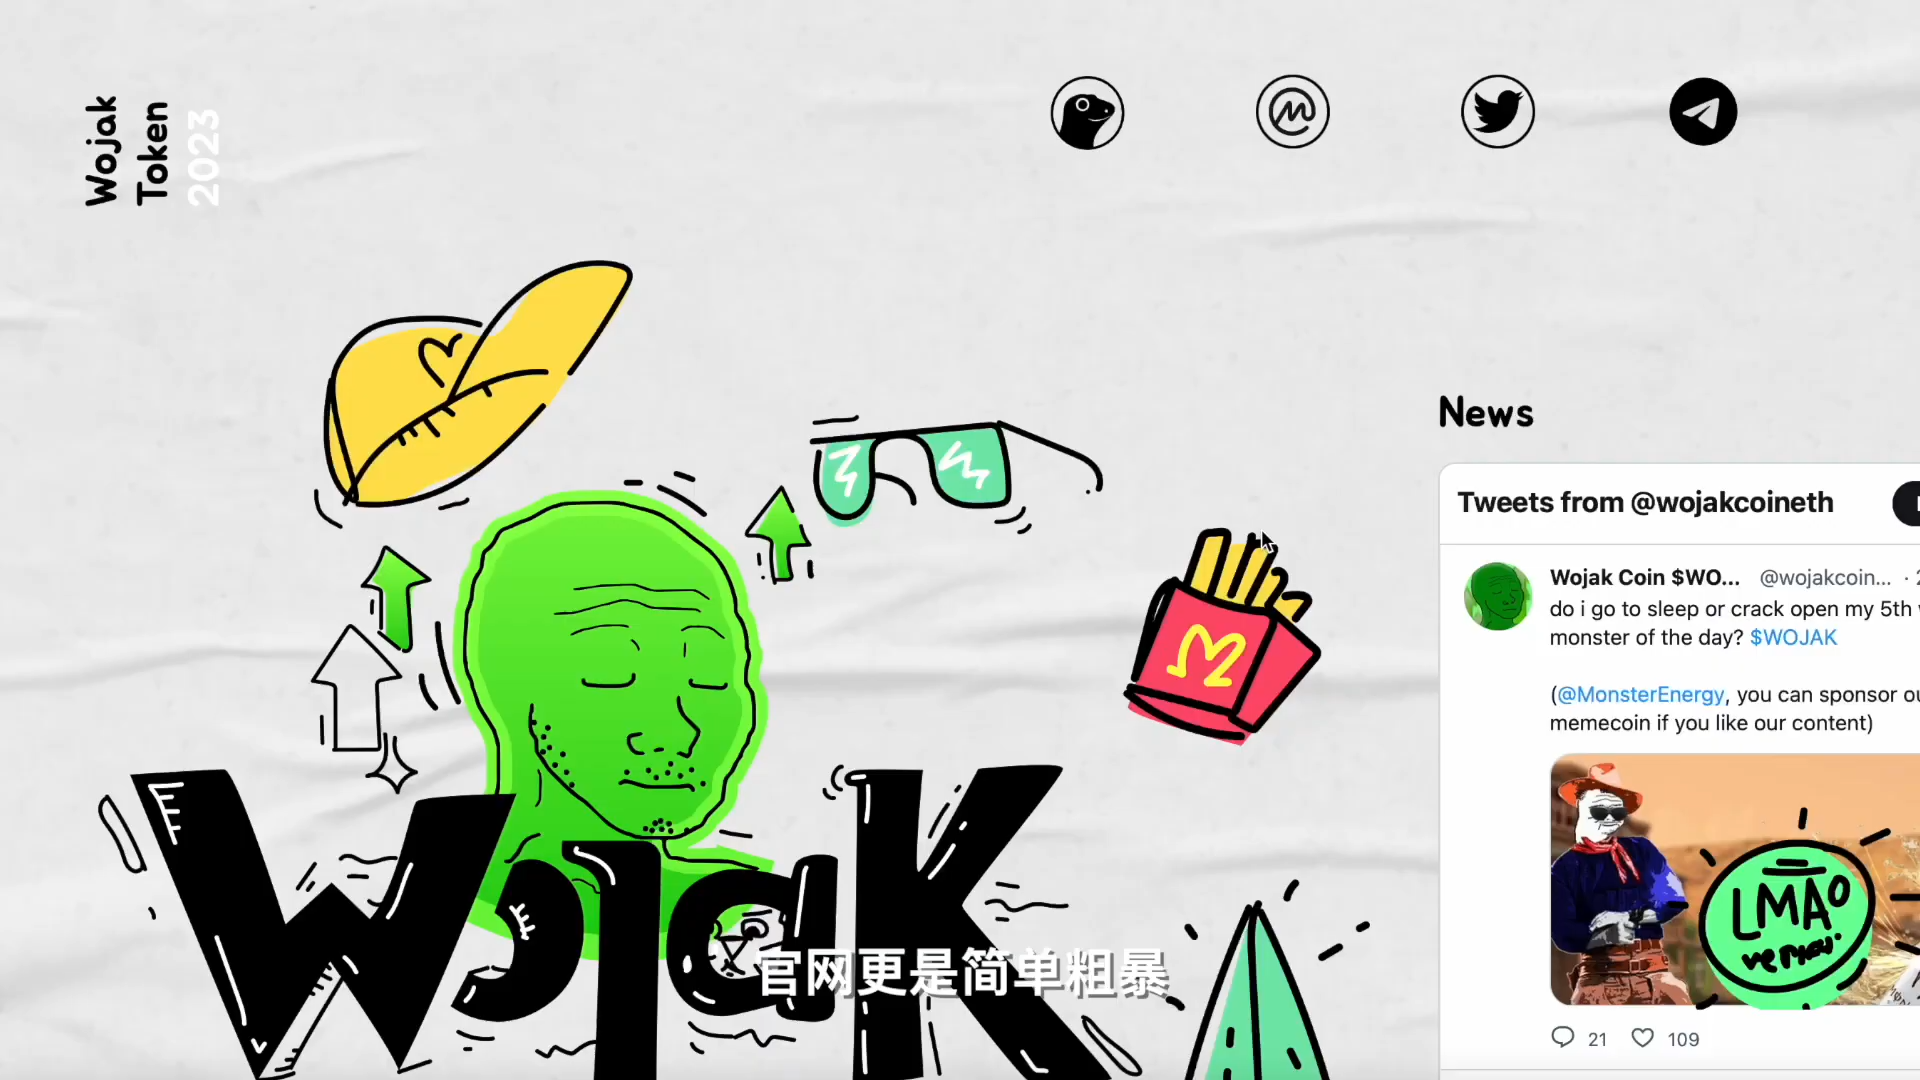 Wojak
Token
2023
News
Tweets from @wojakcoineth
Wojak Coin $WO... @wojakcoin... ·
do i go to sleep or crack open my 5th
monster of the day? $WOJAK
(@MonsterEnergy, you can sponsor
memecoin if you like our content)
LMAO
WOJAK
官网更是简单粗暴
21 109